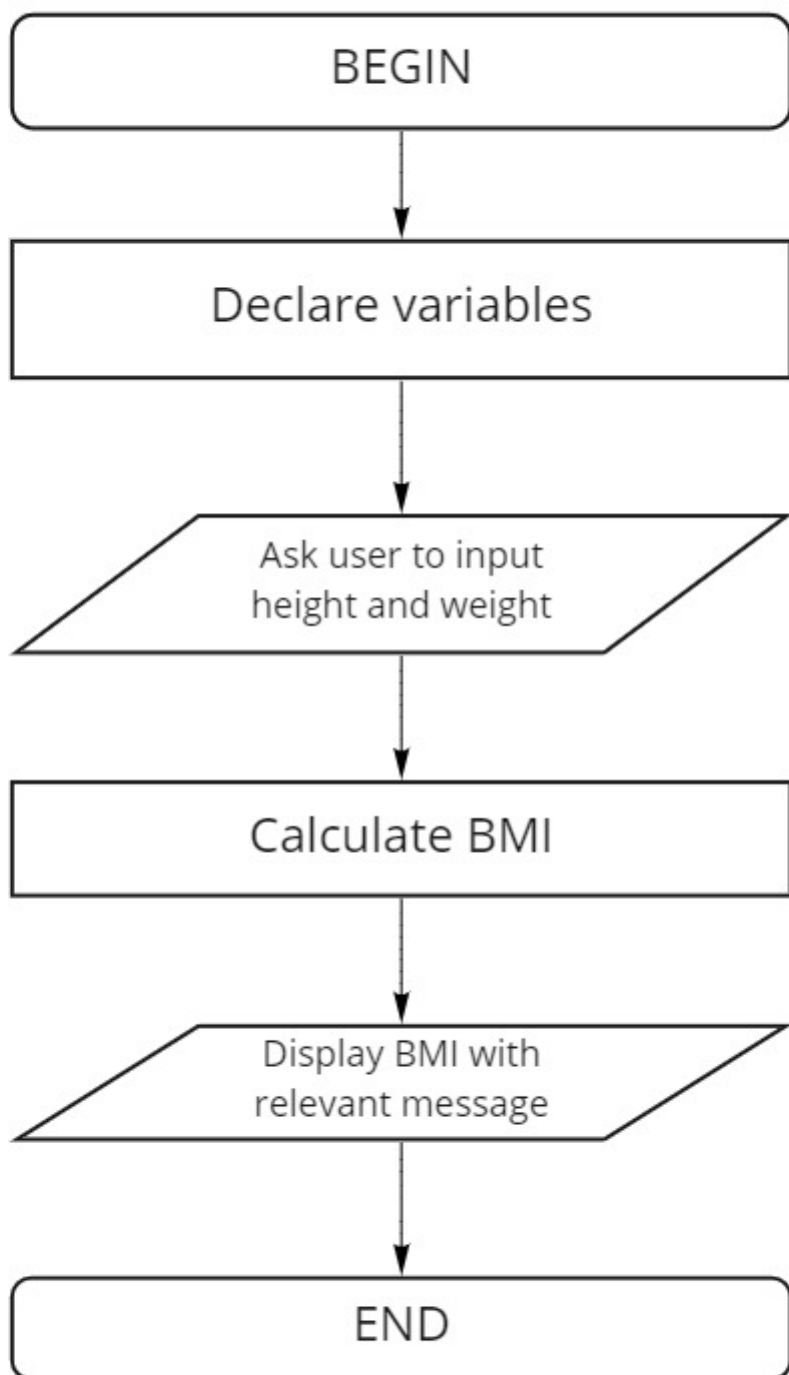 BEGIN
Declare variables
Ask user to input
height and weight
Calculate BMI
Display BMI with
relevant message
END